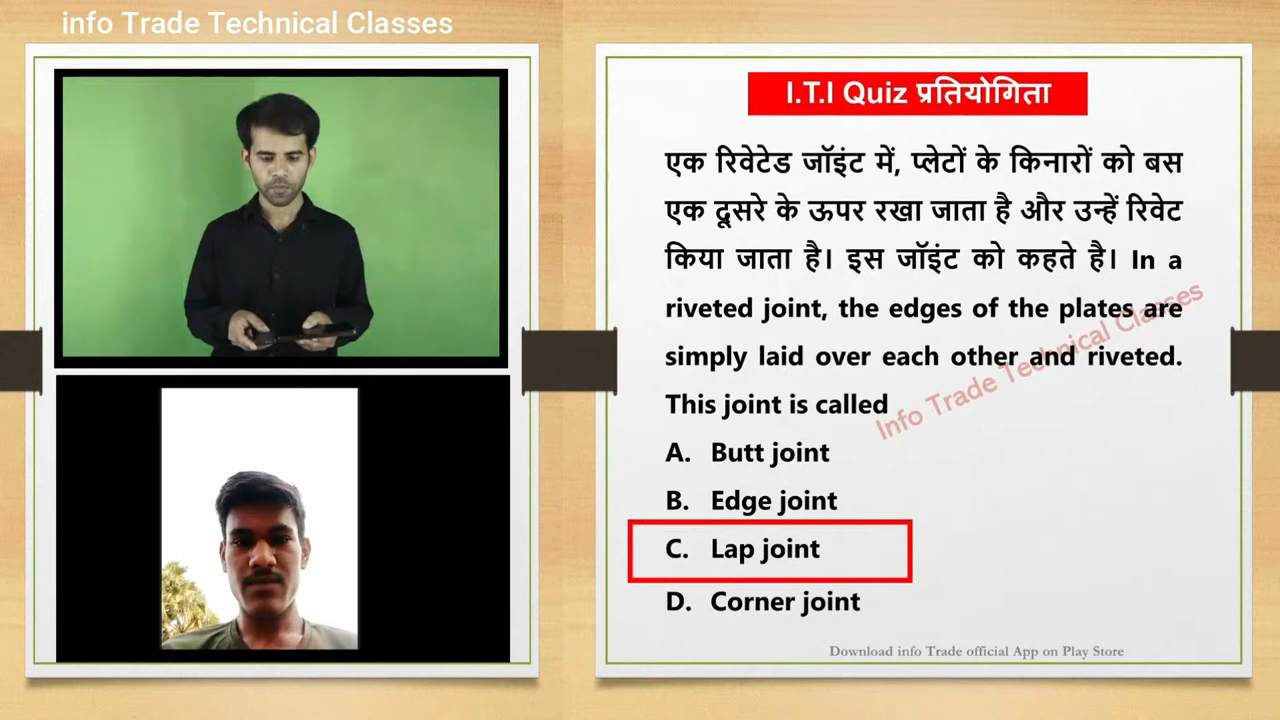 info Trade Technical Classes
I.T.I Quiz प्रतियोगिता
एक रिवेटेड जॉइंट में, प्लेटों के किनारों को बस
एक दूसरे के ऊपर रखा जाता है और उन्हें रिवेट
किया जाता है। इस जॉइंट को कहते है। In a
riveted joint, the edges of the plates are
simply laid over each other and riveted.
This joint is called
Info Trade Technical Classes
A. Butt joint
B. Edge joint
C. Lap joint
D. Corner joint
Download info Trade official App on Play Store